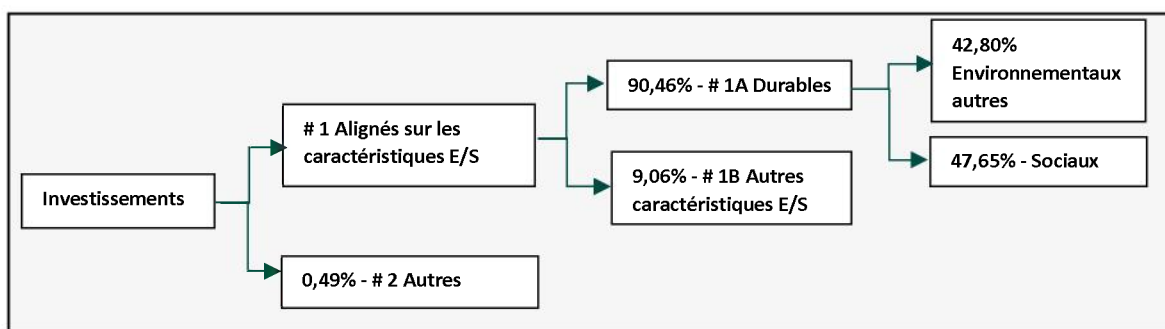 Investissements
# 1 Alignés sur les
caractéristiques E/S
0,49% - # 2 Autres
90,46% - # 1A Durables
9,06% - # 1B Autres
caractéristiques E/S
42,80%
Environnementaux
autres
47,65% - Sociaux